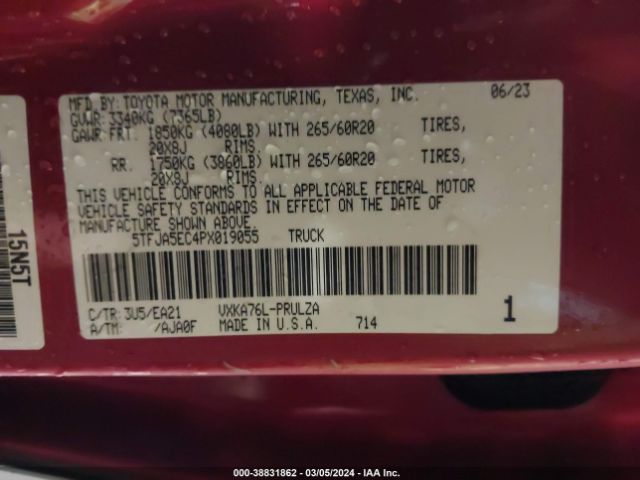 MFD.BY:TOYOTA MOTOR MANUFACTURING, TEXAS, INC. 06/23
GVWR 3340KG (7365LB)
GAWR FRT. 1850KG (4080LB) WITH 265/60R20 TIRES,
20X8J RIMS.
RR. 1750KG (3860LB) WITH 265/60R20 TIRES,
20X8J RIMS.
THIS VEHICLE CONFORMS TO ALL APPLICABLE FEDERAL MOTOR
VEHICLE SAFETY STANDARDS IN EFFECT ON THE DATE OF
MANUFACTURE SHOWN ABOVE.
5TFJA5EC4PX019055 TRUCK
C/TR: 3U5/EA21 VXKA76L-PRULZA
A/TM: /AJA0F MADE IN U.S.A. 714 1
15N5T
000-38831862 - 03/05/2024 - IAA Inc.